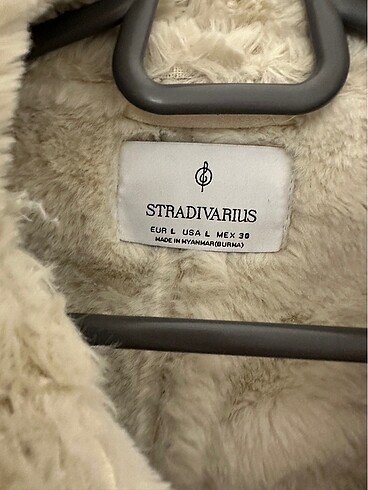 STRADIVARIUS
EUR L USA L MEX 30
MADE IN MYANMAR(BURMA)